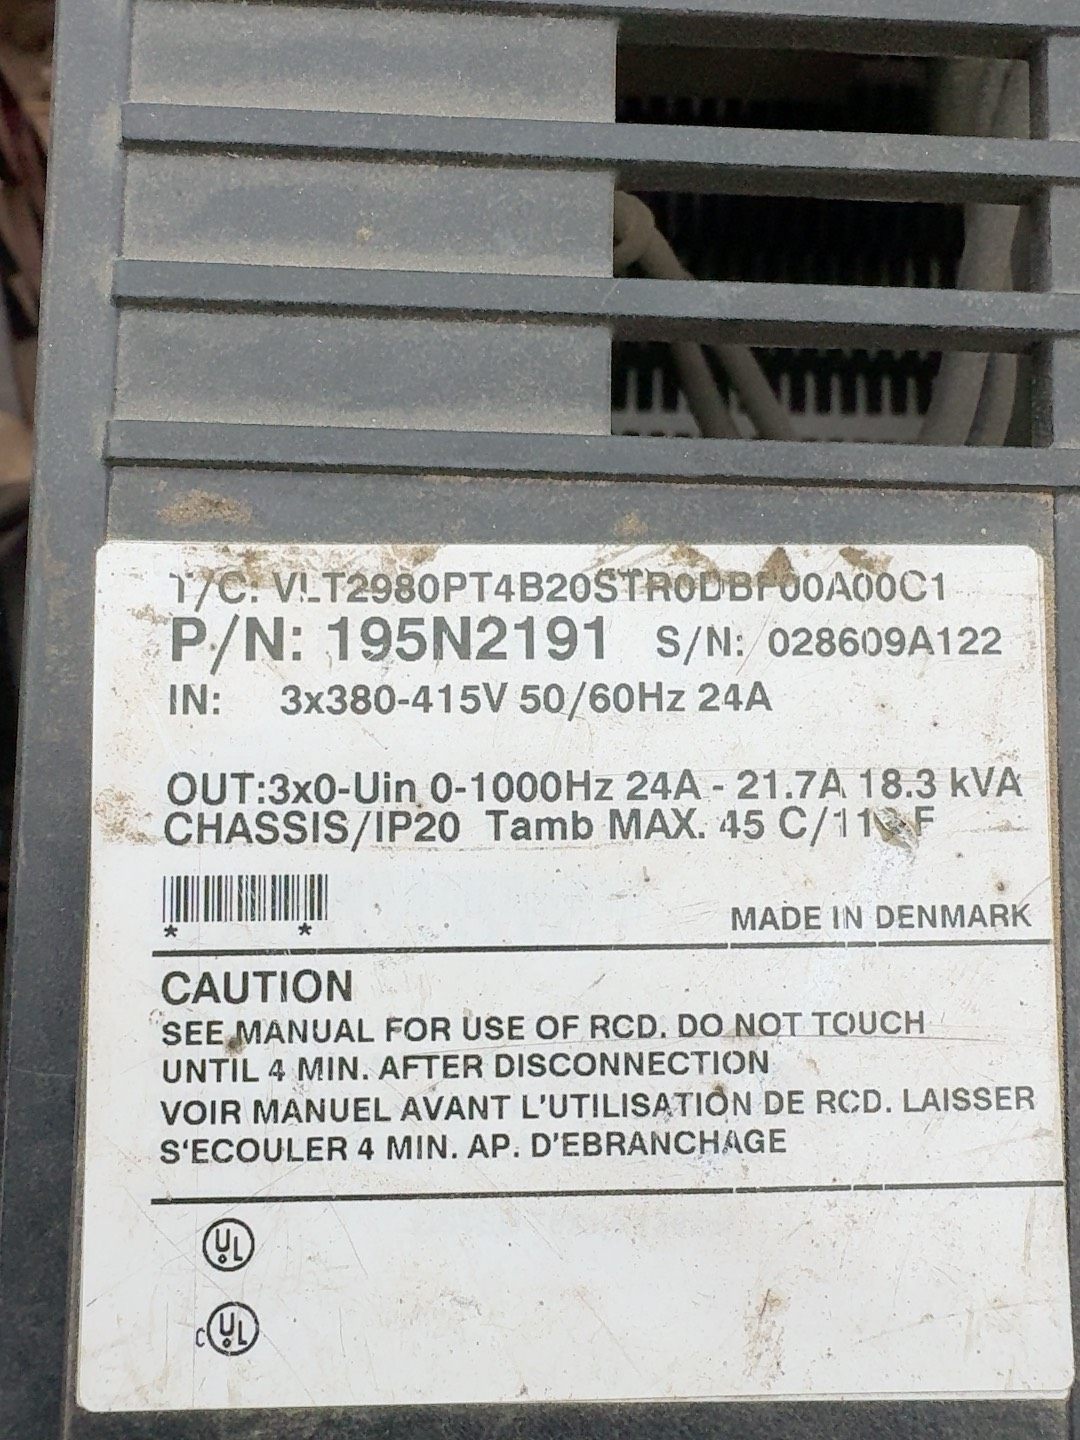 T/C: VLT2980PT4B20STR0DBF00A00C1
P/N: 195N2191 S/N: 028609A122
IN: 3x380-415V 50/60Hz 24A
OUT:3x0-Uin 0-1000Hz 24A - 21.7A 18.3 kVA
CHASSIS/IP20 Tamb MAX. 45 C/
* *
MADE IN DENMARK
CAUTION
SEE MANUAL FOR USE OF RCD. DO NOT TOUCH
UNTIL 4 MIN. AFTER DISCONNECTION
VOIR MANUEL AVANT L'UTILISATION DE RCD. LAISSER
S'ECOULER 4 MIN. AP. D'EBRANCHAGE
UL
c UL